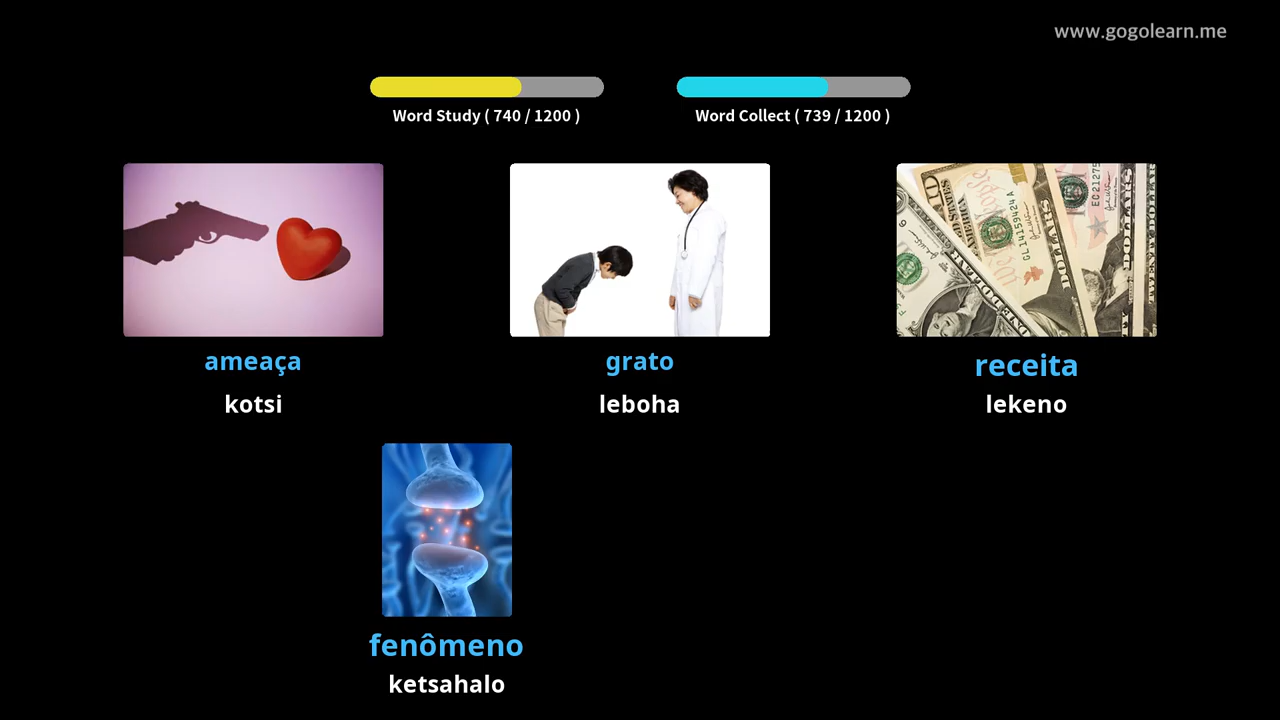 www.gogolearn.me
Word Study ( 740 / 1200 )
Word Collect ( 739 / 1200 )
ameaça
grato
receita
kotsi
leboha
lekeno
fenômeno
ketsahalo